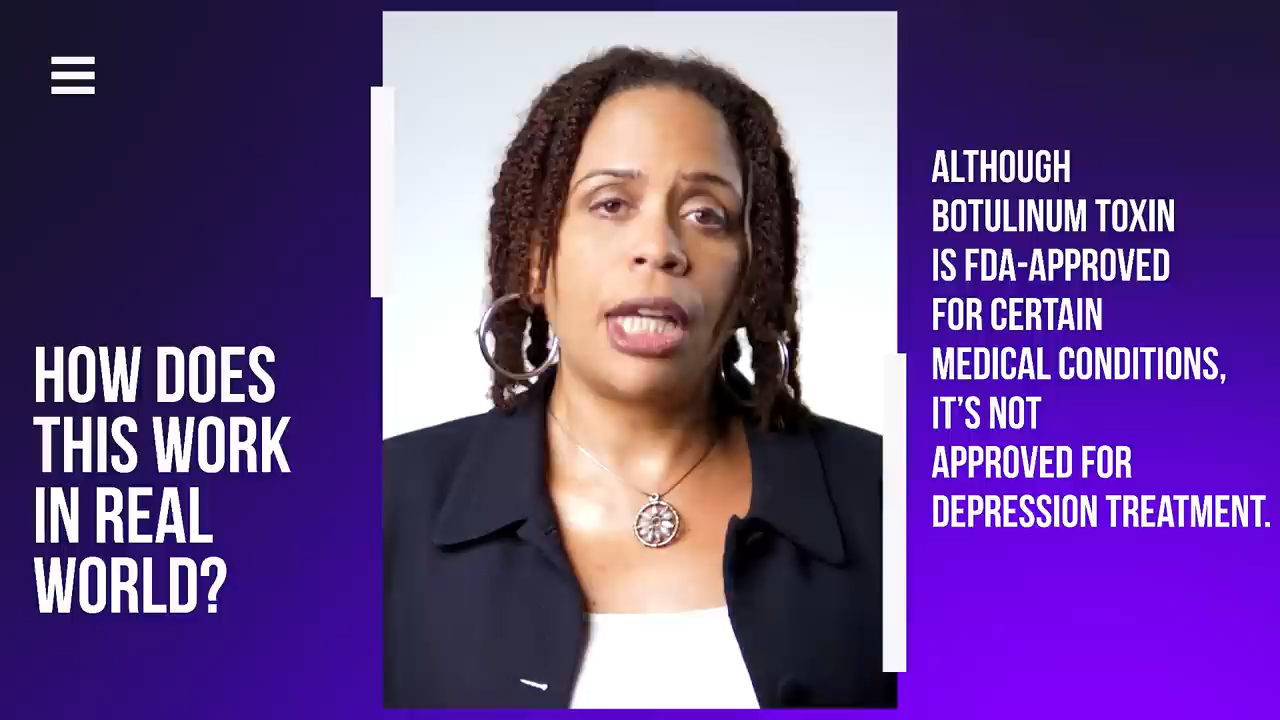 HOW DOES
THIS WORK
IN REAL
WORLD?
ALTHOUGH
BOTULINUM TOXIN
IS FDA-APPROVED
FOR CERTAIN
MEDICAL CONDITIONS,
IT’S NOT
APPROVED FOR
DEPRESSION TREATMENT.